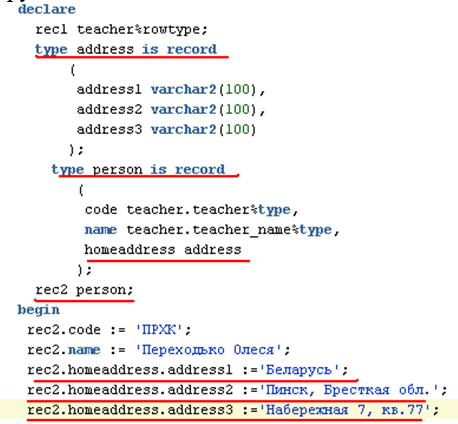 declare
rec1 teacher%rowtype;
type address is record
(
address1 varchar2(100),
address2 varchar2(100),
address3 varchar2(100)
);
type person is record
(
code teacher.teacher%type,
name teacher.teacher_name%type,
homeaddress address
);
rec2 person;
begin
rec2.code := 'ПРХК';
rec2.name := 'Переходько Олеся';
rec2.homeaddress.address1 :='Беларусь';
rec2.homeaddress.address2 :='Пинск, Бресткая обл.';
rec2.homeaddress.address3 :='Набережная 7, кв.77';